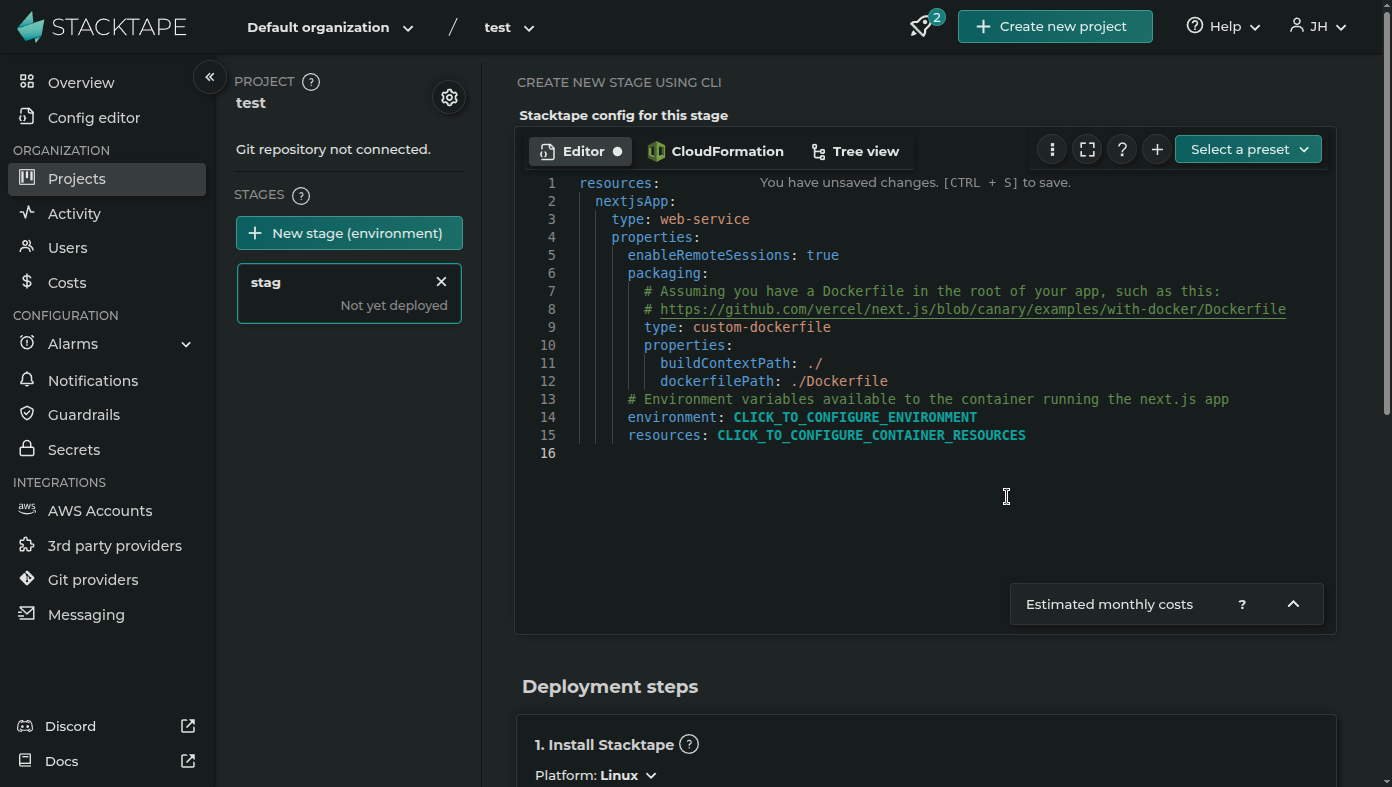 STACKTAPE
Default organization
/
test
2
+ Create new project
Help
JH
Overview
Config editor
ORGANIZATION
Projects
Activity
Users
Costs
CONFIGURATION
Alarms
Notifications
Guardrails
Secrets
INTEGRATIONS
aws AWS Accounts
3rd party providers
Git providers
Messaging
Discord
Docs
PROJECT ?
test
Git repository not connected.
STAGES ?
+ New stage (environment)
stag
Not yet deployed
CREATE NEW STAGE USING CLI
Stacktape config for this stage
Editor
CloudFormation
Tree view
?
+
Select a preset
You have unsaved changes. [CTRL + S] to save.
1 resources:
2 nextjsApp:
3 type: web-service
4 properties:
5 enableRemoteSessions: true
6 packaging:
7 # Assuming you have a Dockerfile in the root of your app, such as this:
8 # https://github.com/vercel/next.js/blob/canary/examples/with-docker/Dockerfile
9 type: custom-dockerfile
10 properties:
11 buildContextPath: ./
12 dockerfilePath: ./Dockerfile
13 # Environment variables available to the container running the next.js app
14 environment: CLICK_TO_CONFIGURE_ENVIRONMENT
15 resources: CLICK_TO_CONFIGURE_CONTAINER_RESOURCES
16
Estimated monthly costs ?
Deployment steps
1. Install Stacktape ?
Platform: Linux